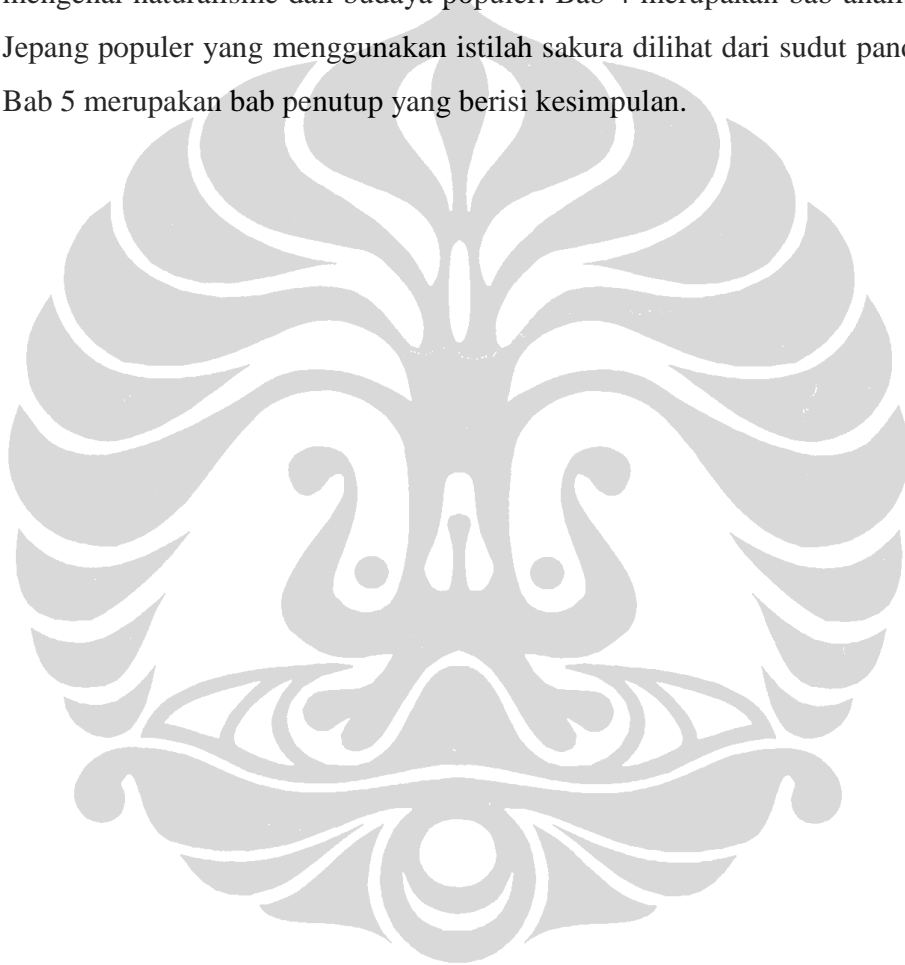 mengenai naturalisme dan budaya populer. Bab 4 merupakan bab
Jepang populer yang menggunakan istilah sakura dilihat dari sudut
Bab 5 merupakan bab penutup yang berisi kesimpulan.